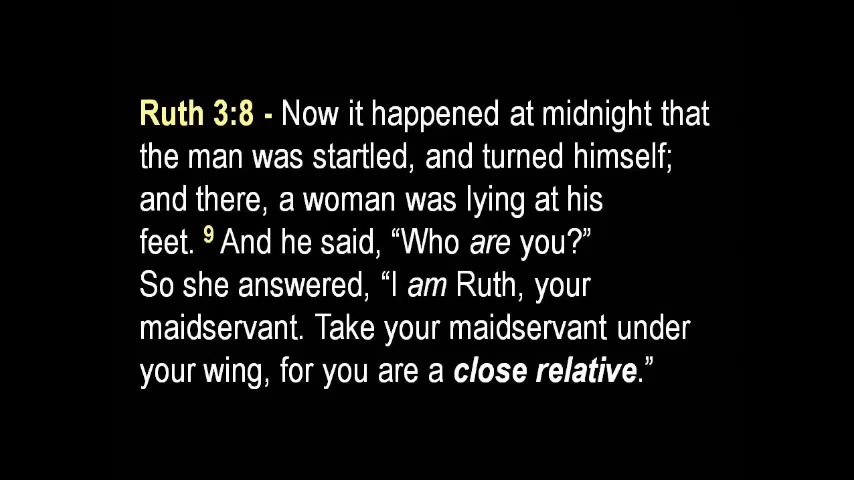 Ruth 3:8 - Now it happened at midnight that
the man was startled, and turned himself;
and there, a woman was lying at his
feet. 9 And he said, “Who are you?”
So she answered, “I am Ruth, your
maidservant. Take your maidservant under
your wing, for you are a close relative.”